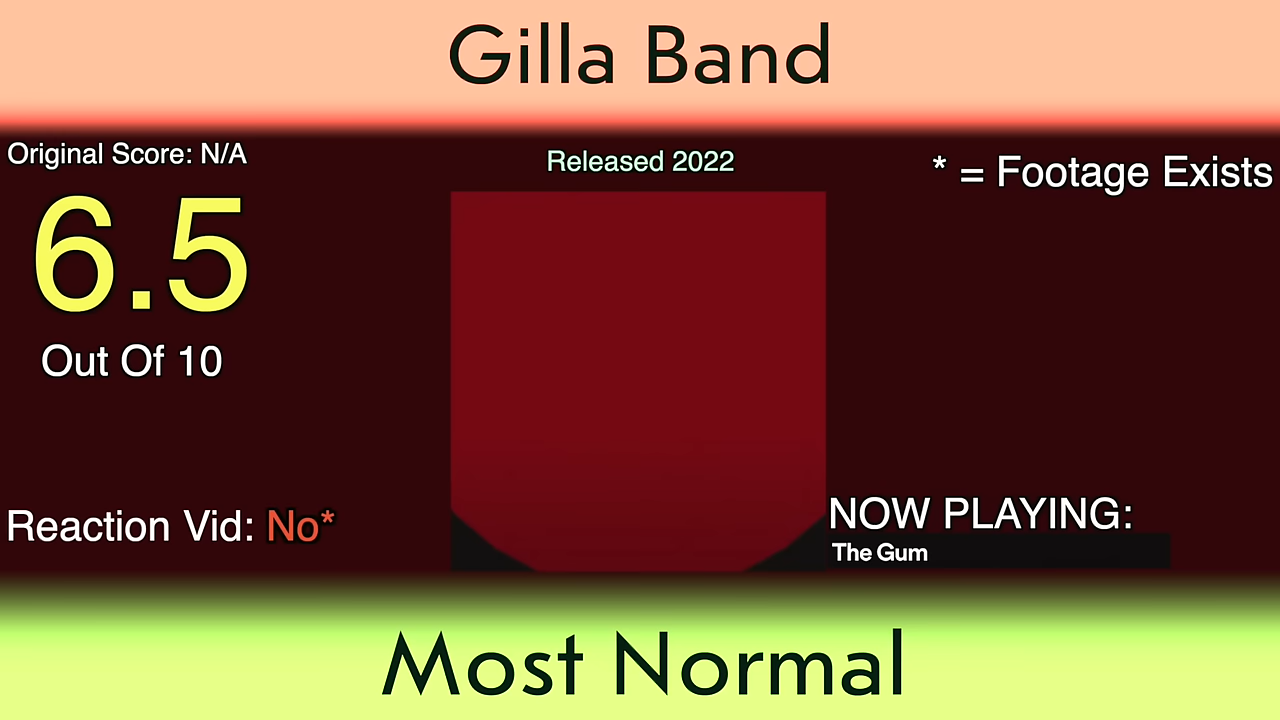 Gilla Band
Original Score: N/A
6.5
Out Of 10
Released 2022
* = Footage Exists
Reaction Vid: No*
NOW PLAYING:
The Gum
Most Normal